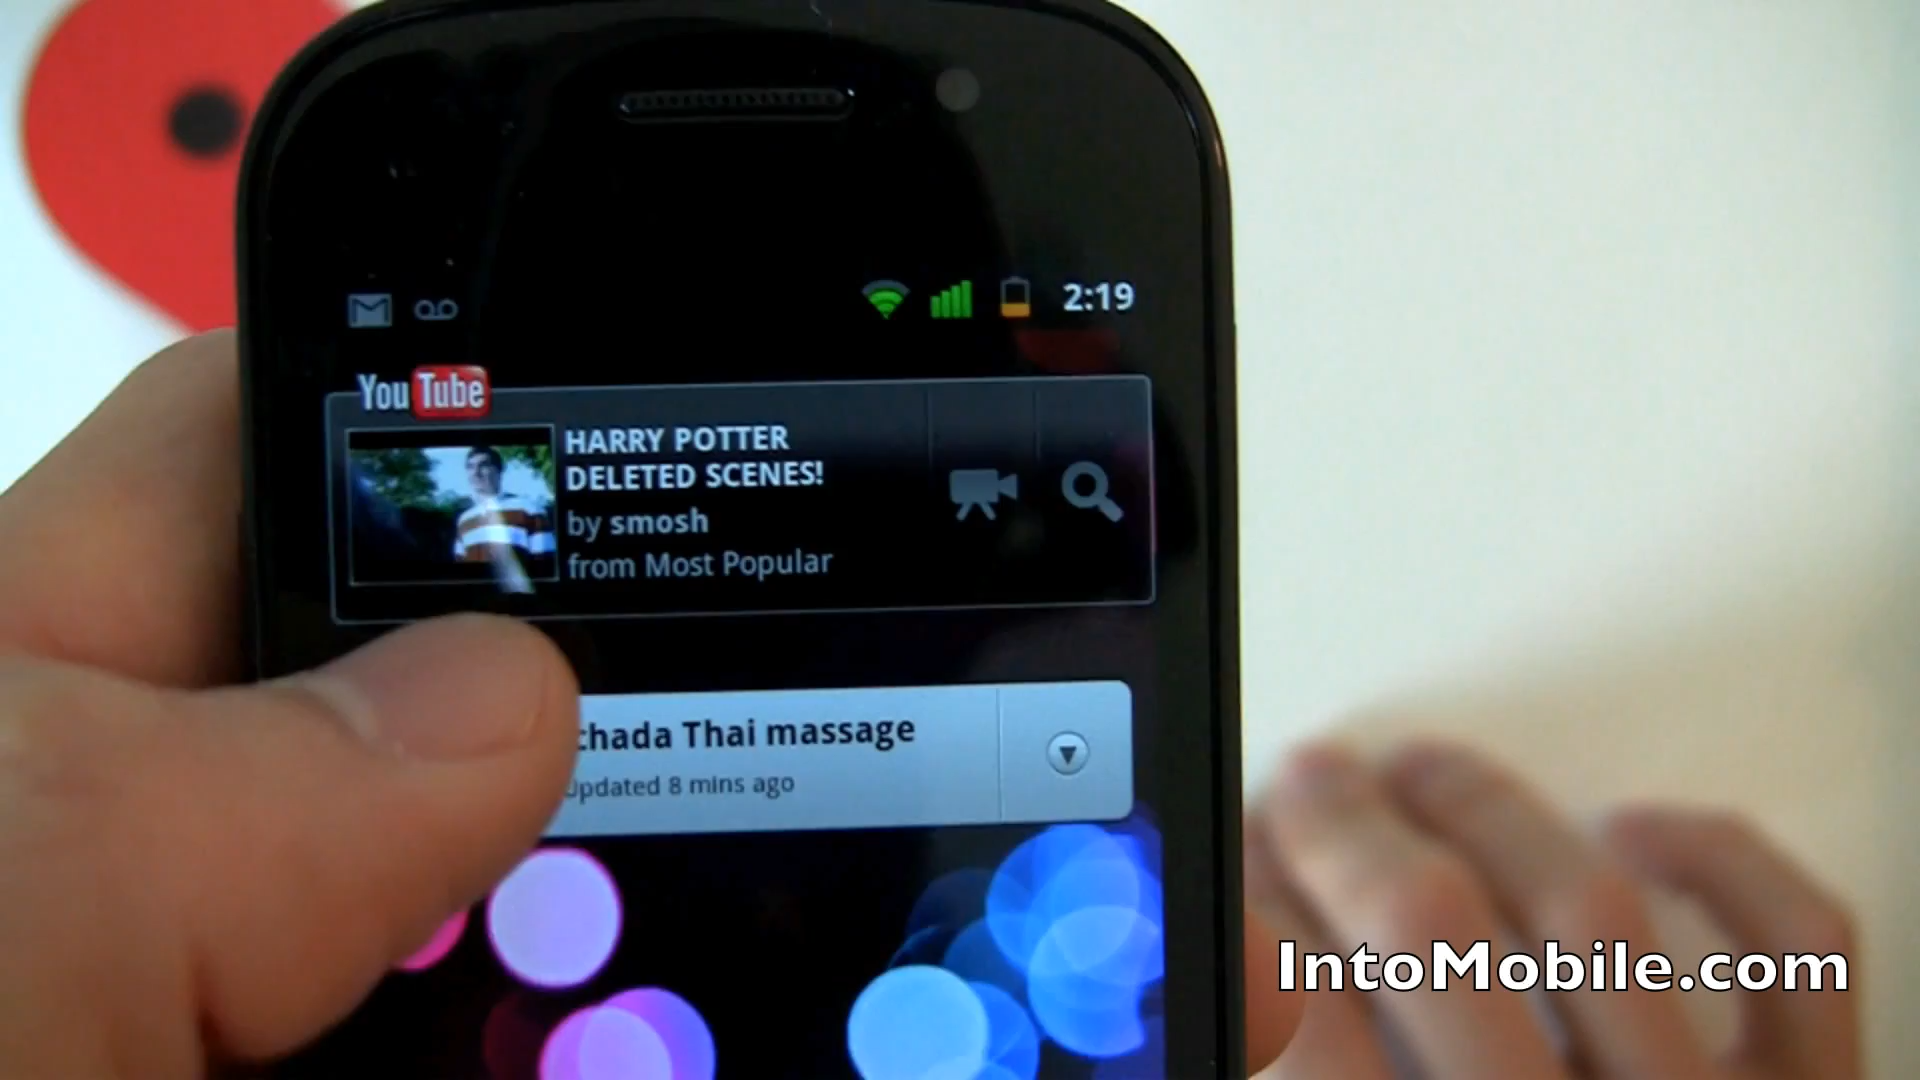 2:19
YouTube
HARRY POTTER
DELETED SCENES!
by smosh
from Most Popular
Thai massage
Updated 8 mins ago
IntoMobile.com